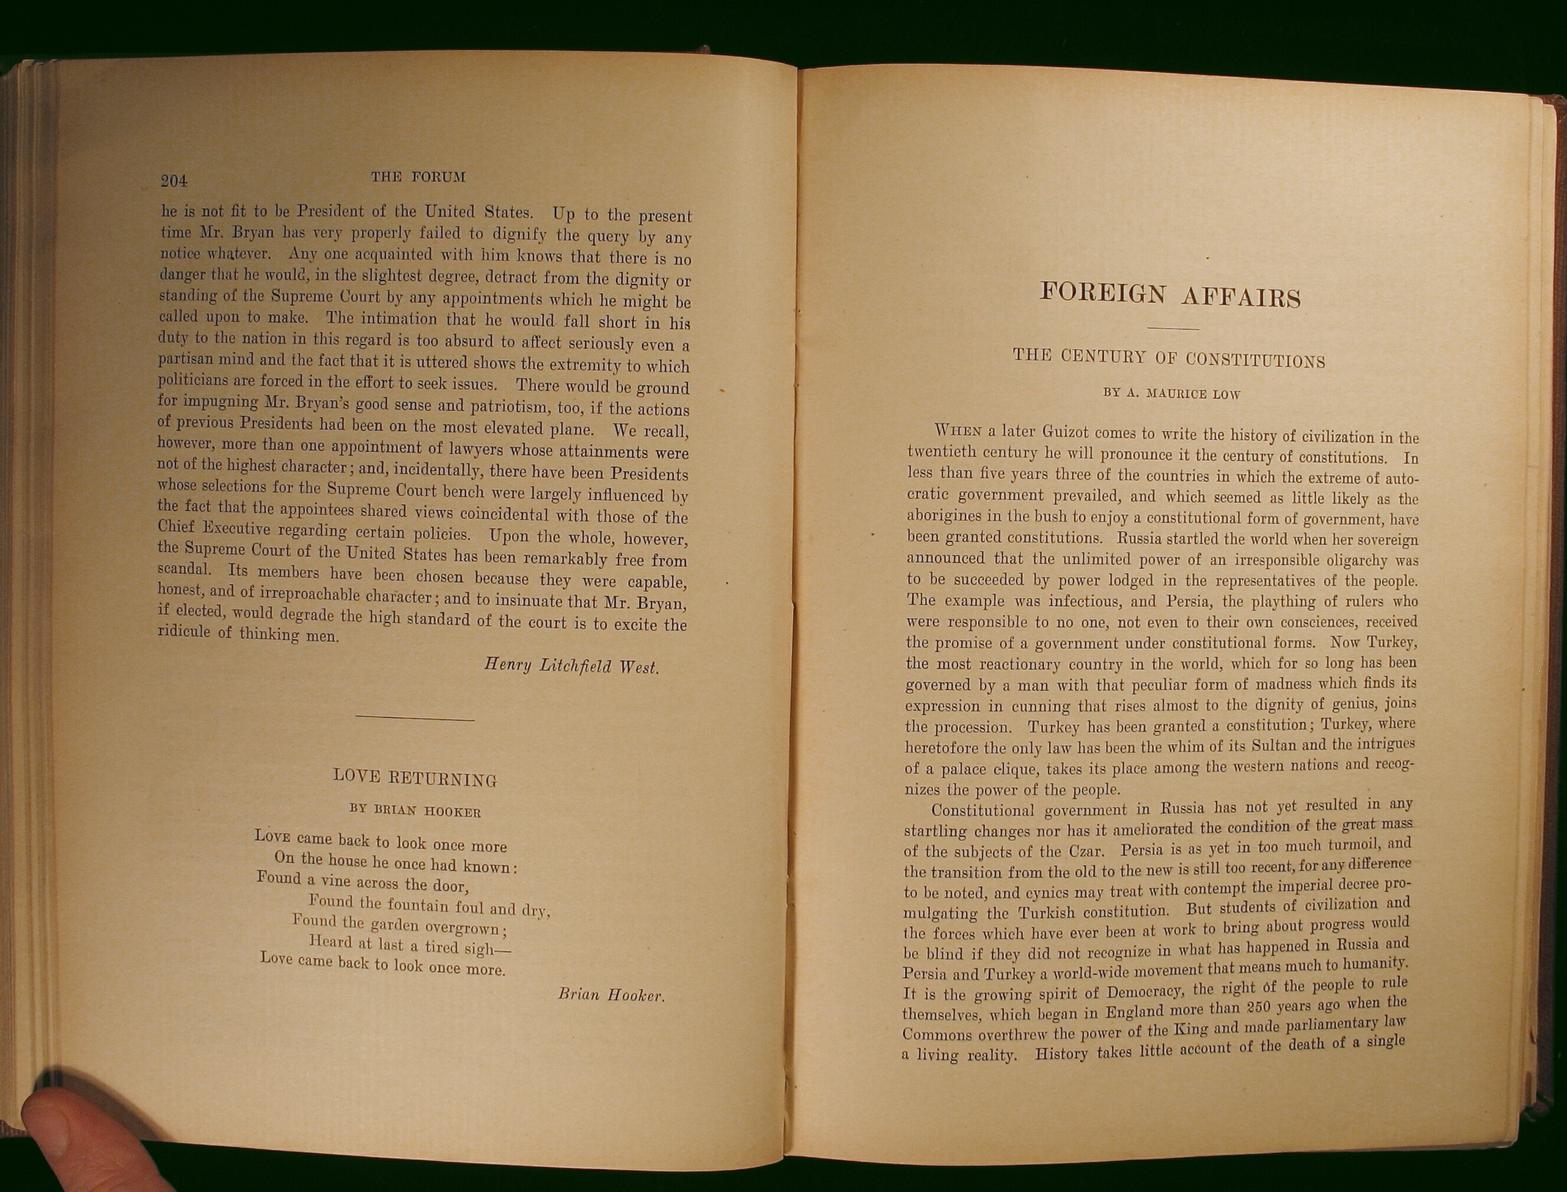 204
THE FORUM
he is not fit to be President of the United States. Up to the present
time Mr. Bryan has very properly failed to dignify the query by any
notice whatever. Any one acquainted with him knows that there is no
danger that he would, in the slightest degree, detract from the dignity or
standing of the Supreme Court by any appointments which he might be
called upon to make. The intimation that he would fall short in his
duty to the nation in this regard is too absurd to affect seriously even a
partisan mind and the fact that it is uttered shows the extremity to which
politicians are forced in the effort to seek issues. There would be ground
for impugning Mr. Bryan's good sense and patriotism, too, if the actions
of previous Presidents had been on the most elevated plane. We recall,
however, more than one appointment of lawyers whose attainments were
not of the highest character; and, incidentally, there have been Presidents
whose selections for the Supreme Court bench were largely influenced by
the fact that the appointees shared views coincidental with those of the
Chief Executive regarding certain policies. Upon the whole, however,
the Supreme Court of the United States has been remarkably free from
scandal. Its members have been chosen because they were capable,
honest, and of irreproachable character; and to insinuate that Mr. Bryan,
if elected, would degrade the high standard of the court is to excite the
ridicule of thinking men.
Henry Litchfield West.
LOVE RETURNING
BY BRIAN HOOKER
LOVE came back to look once more
On the house he once had known:
Found a vine across the door,
Found the fountain foul and dry,
Found the garden overgrown;
Heard at last a tired sigh—
Love came back to look once more.
Brian Hooker.
FOREIGN AFFAIRS
THE CENTURY OF CONSTITUTIONS
BY A. MAURICE LOW
WHEN a later Guizot comes to write the history of civilization in the
twentieth century he will pronounce it the century of constitutions. In
less than five years three of the countries in which the extreme of auto-
cratic government prevailed, and which seemed as little likely as the
aborigines in the bush to enjoy a constitutional form of government, have
been granted constitutions. Russia startled the world when her sovereign
announced that the unlimited power of an irresponsible oligarchy was
to be succeeded by power lodged in the representatives of the people.
The example was infectious, and Persia, the plaything of rulers who
were responsible to no one, not even to their own consciences, received
the promise of a government under constitutional forms. Now Turkey,
the most reactionary country in the world, which for so long has been
governed by a man with that peculiar form of madness which finds its
expression in cunning that rises almost to the dignity of genius, joins
the procession. Turkey has been granted a constitution; Turkey, where
heretofore the only law has been the whim of its Sultan and the intrigues
of a palace clique, takes its place among the western nations and recog-
nizes the power of the people.
Constitutional government in Russia has not yet resulted in any
startling changes nor has it ameliorated the condition of the great mass
of the subjects of the Czar. Persia is as yet in too much turmoil, and
the transition from the old to the new is still too recent, for any difference
to be noted, and cynics may treat with contempt the imperial decree pro-
mulgating the Turkish constitution. But students of civilization and
the forces which have ever been at work to bring about progress would
be blind if they did not recognize in what has happened in Russia and
Persia and Turkey a world-wide movement that means much to humanity.
It is the growing spirit of Democracy, the right of the people to rule
themselves, which began in England more than 250 years ago when the
Commons overthrew the power of the King and made parliamentary law
a living reality. History takes little account of the death of a single